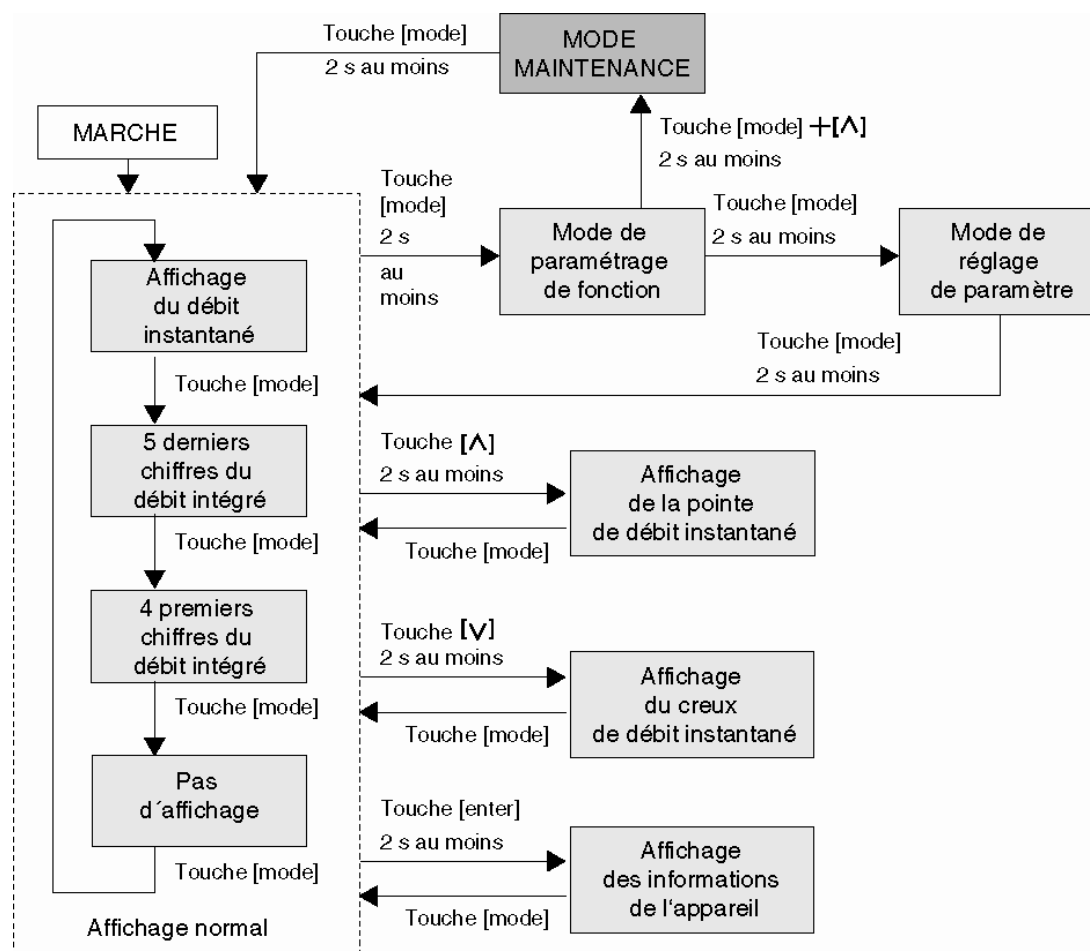 Touche [mode]
2 s au moins
MODE
MAINTENANCE
MARCHE
Touche [mode] +[∧]
2 s au moins
Touche
[mode]
2 s
au
moins
Mode de
paramétrage
de fonction
Touche [mode]
2 s au moins
Mode de
réglage
de paramètre
Affichage
du débit
instantané
Touche [mode]
2 s au moins
Touche [mode]
5 derniers
chiffres du
débit intégré
Touche [∧]
2 s au moins
Affichage
de la pointe
de débit instantané
Touche [mode]
Touche [mode]
4 premiers
chiffres du
débit intégré
Touche [∨]
2 s au moins
Affichage
du creux
de débit instantané
Touche [mode]
Touche [mode]
Pas
d´affichage
Touche [enter]
2 s au moins
Affichage
des informations
de l'appareil
Touche [mode]
Touche [mode]
Affichage normal